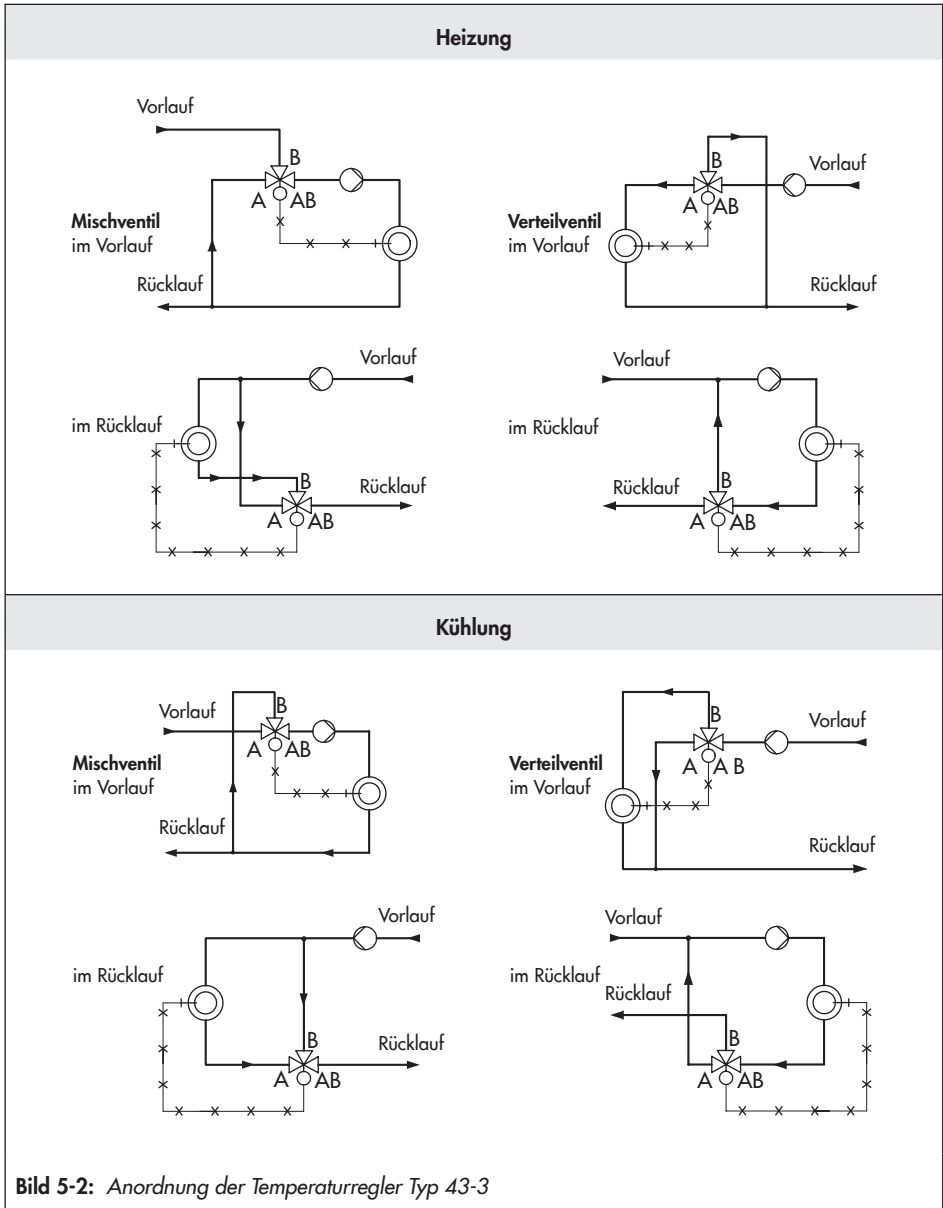 Heizung
Vorlauf
B
A AB
Mischventil
im Vorlauf
Rücklauf
B
Vorlauf
A AB
Verteilventil
im Vorlauf
Rücklauf
Vorlauf
im Rücklauf
B
Rücklauf
A AB
Vorlauf
im Rücklauf
B
Rücklauf
A AB
Kühlung
B
Vorlauf
A AB
Mischventil
im Vorlauf
Rücklauf
B
Vorlauf
A A B
Verteilventil
im Vorlauf
Rücklauf
Vorlauf
im Rücklauf
B
Rücklauf
A AB
Vorlauf
im Rücklauf
Rücklauf
B
A AB
Bild 5-2: Anordnung der Temperaturregler Typ 43-3